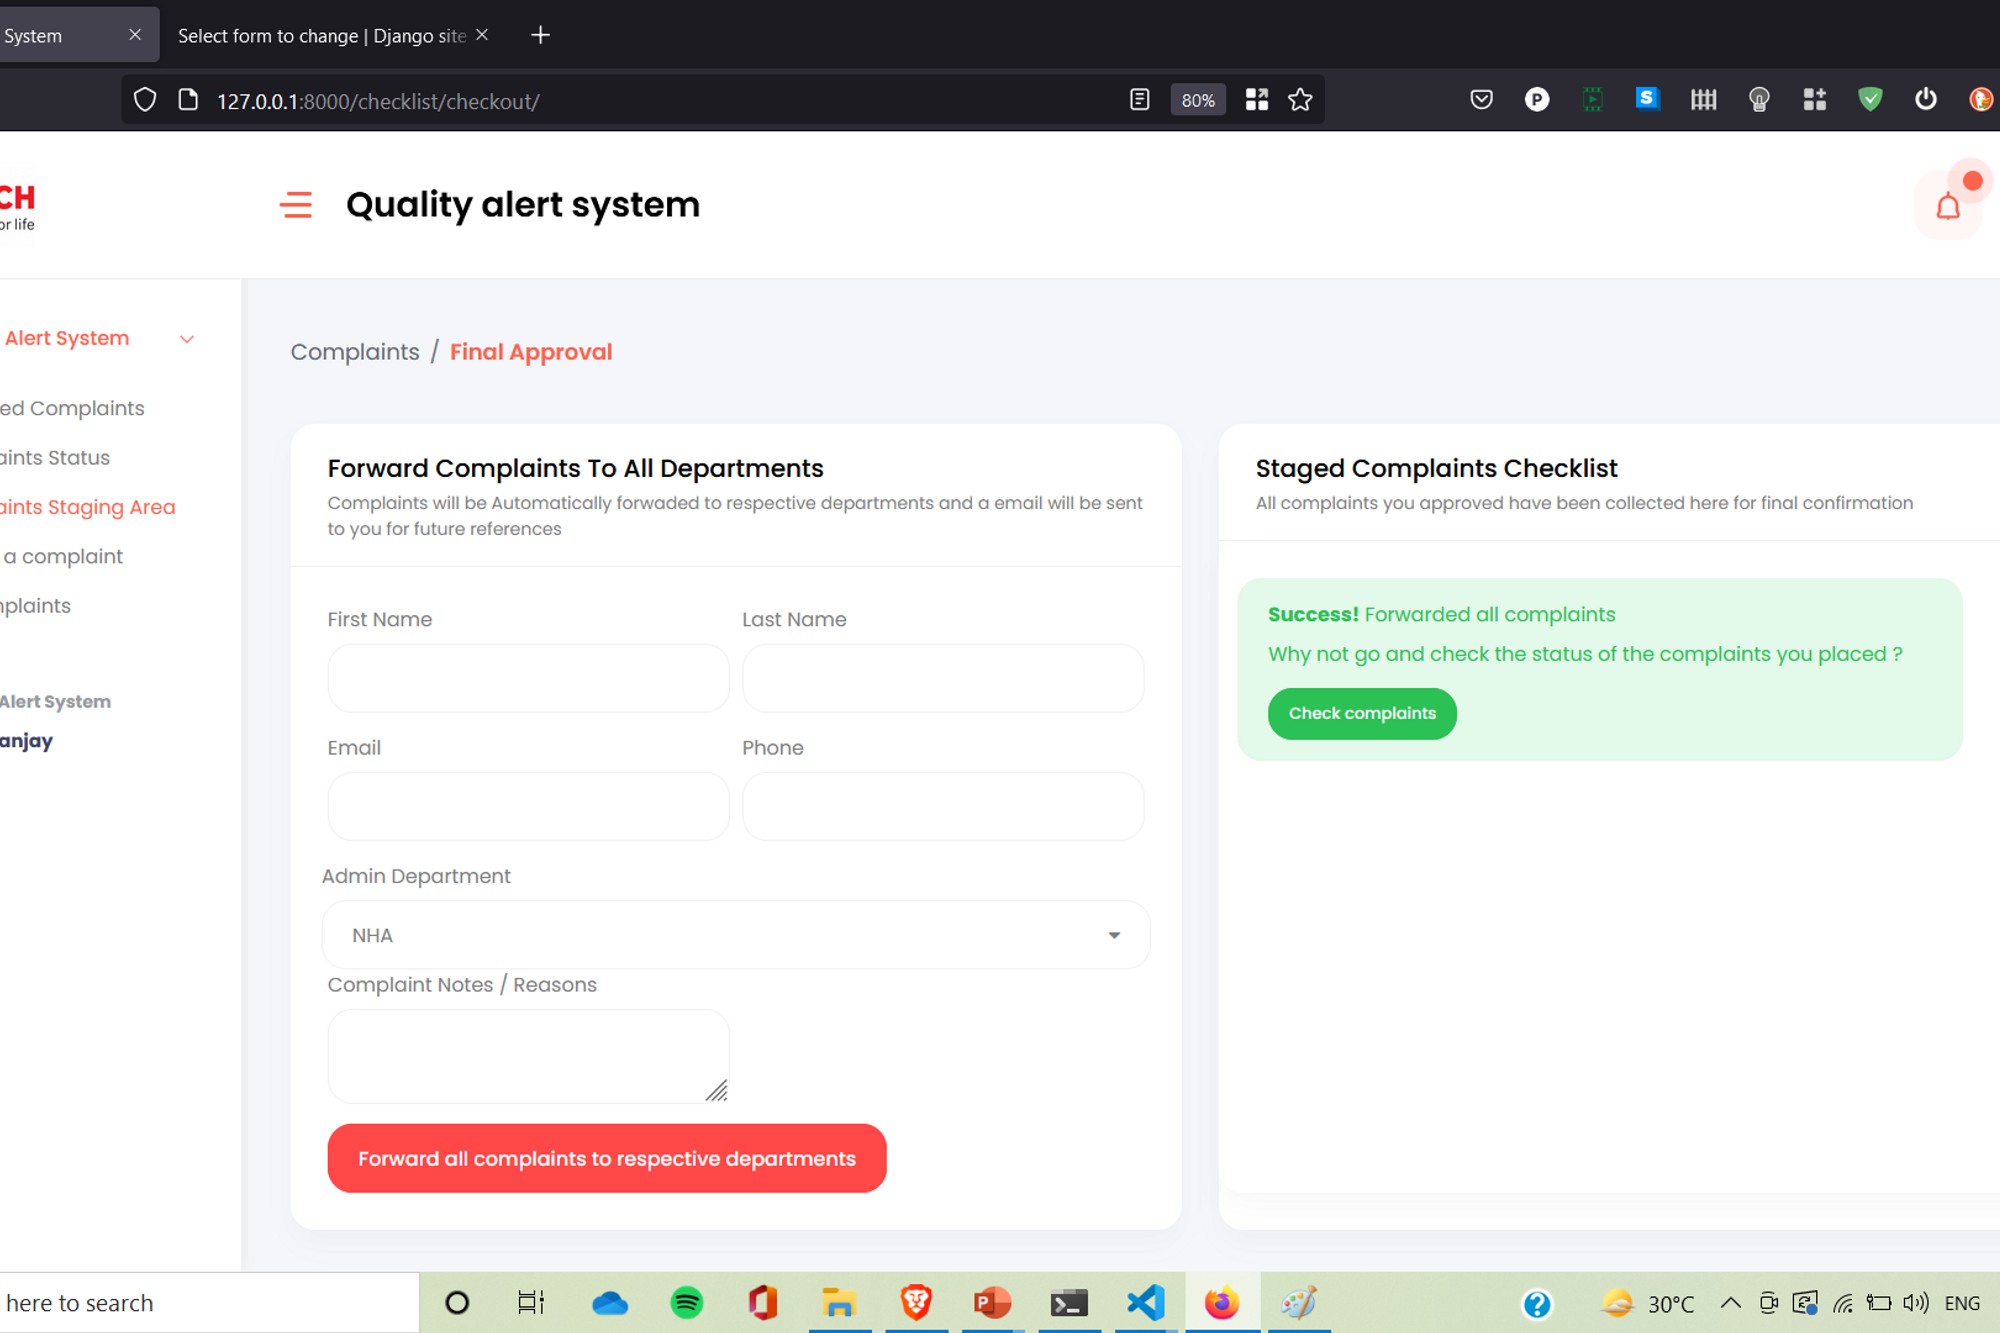 System
Select form to change | Django site
127.0.0.1:8000/checklist/checkout/
80%
P
S
CH
or life
Quality alert system
Alert System
ed Complaints
aints Status
aints Staging Area
a complaint
nplaints
Alert System
anjay
Complaints / Final Approval
Forward Complaints To All Departments
Complaints will be Automatically forwaded to respective departments and a email will be sent
to you for future references
First Name
Last Name
Email
Phone
Admin Department
NHA
Complaint Notes / Reasons
Forward all complaints to respective departments
Staged Complaints Checklist
All complaints you approved have been collected here for final confirmation
Success! Forwarded all complaints
Why not go and check the status of the complaints you placed ?
Check complaints
here to search
30°C
ENG